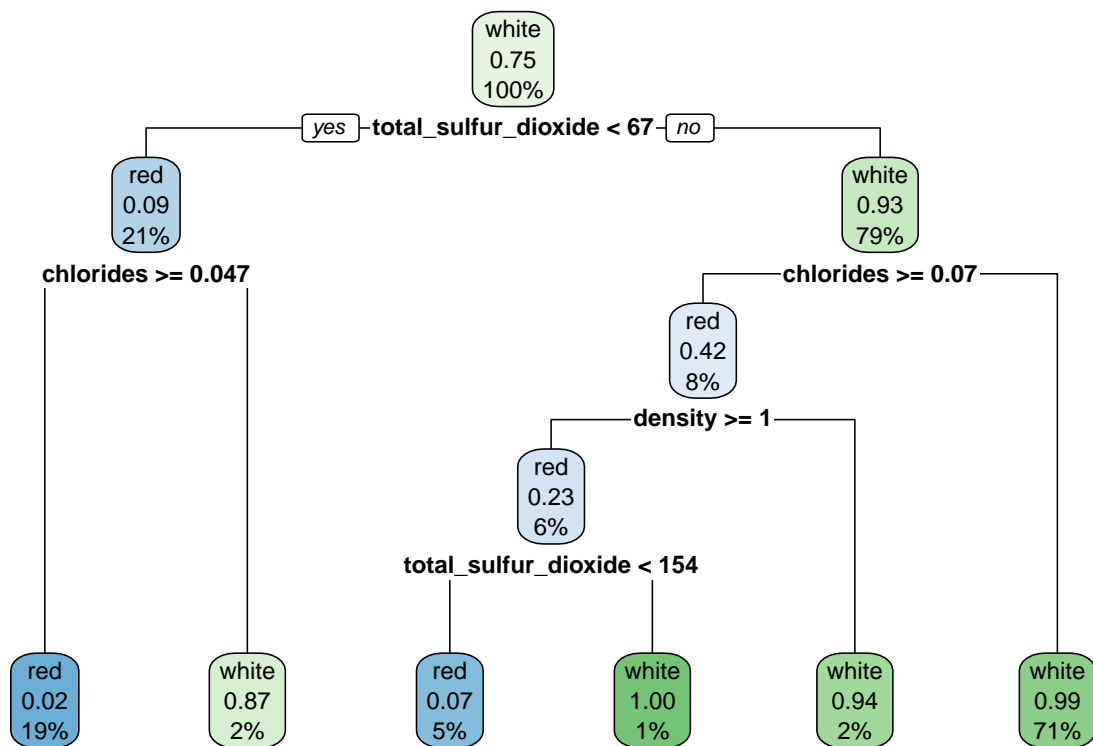 white
0.75
100%
yes total_sulfur_dioxide < 67 no
red
0.09
21%
white
0.93
79%
chlorides >= 0.047
chlorides >= 0.07
red
0.42
8%
density >= 1
red
0.23
6%
total_sulfur_dioxide < 154
red
0.02
19%
white
0.87
2%
red
0.07
5%
white
1.00
1%
white
0.94
2%
white
0.99
71%